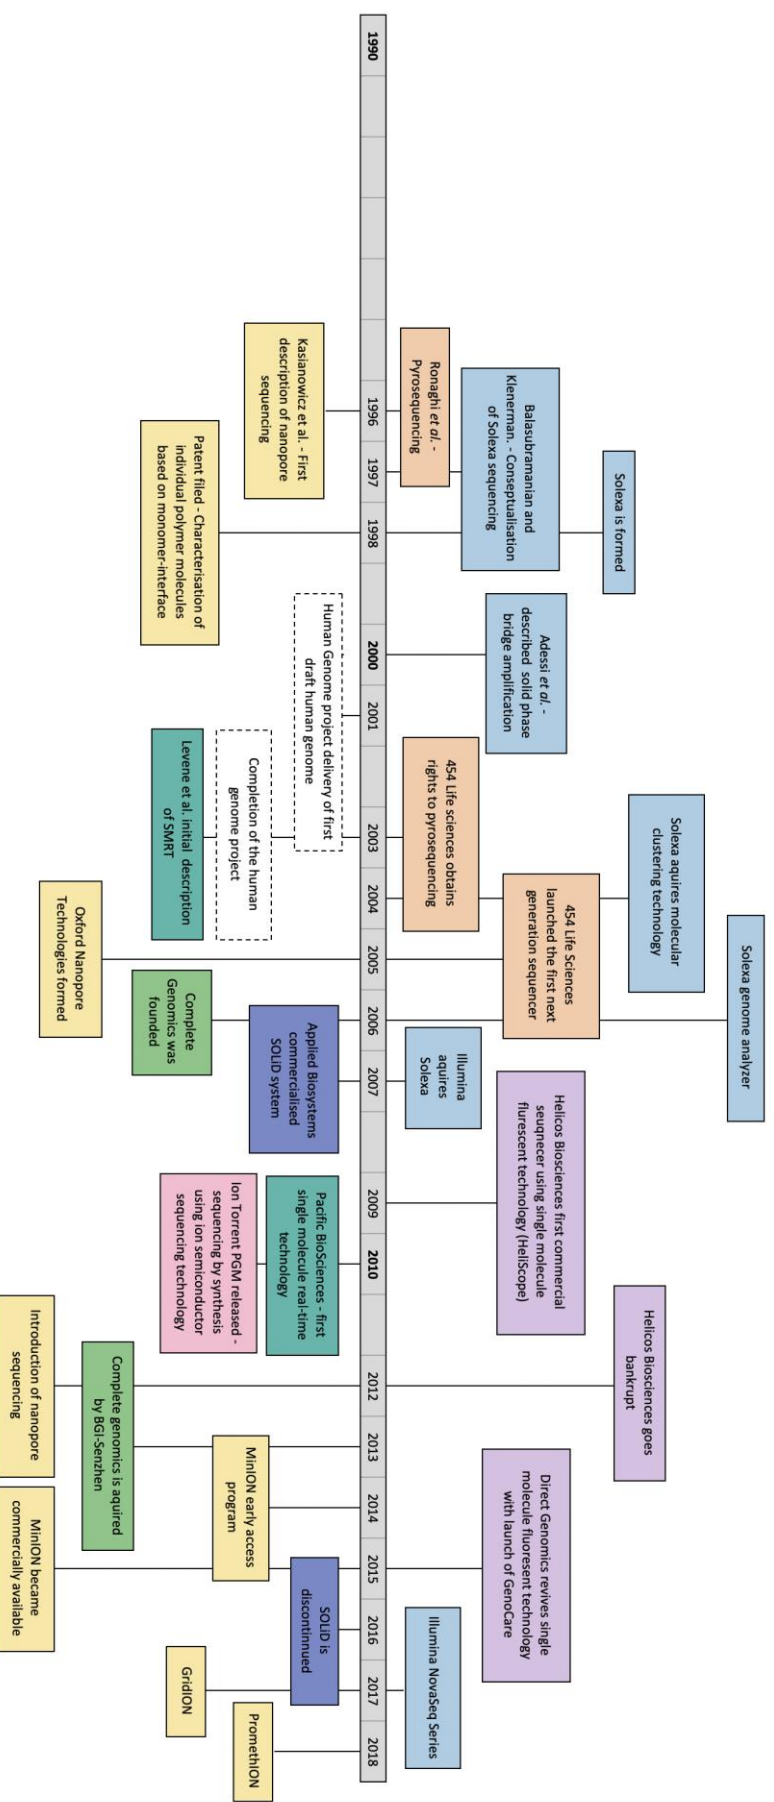 Solexa is formed
Balasubramanian and
Klenerman. - Conseptualisation
of Solexa sequencing
Ronaghi et al. -
Pyrosequencing
Adessi et al. -
described solid phase
bridge amplification
Solexa aquires molecular
clustering technology
454 Life sciences obtains
rights to pyrosequencing
454 Life Sciences
launched the first next
generation sequencer
Solexa genome analyzer
Illumina
aquires
Solexa
Helicos Biosciences first commercial
seuqnecer using single molecule
flurescent technology (HeliScope)
Helicos Biosciences goes
bankrupt
Direct Genomics revives single
molecule fluoresent technology
with launch of GenoCare
Illumina NovaSeq Series
1990
1996
1997
1998
2000
2001
2003
2004
2005
2006
2007
2009
2010
2012
2013
2014
2015
2016
2017
2018
Kasianowicz et al. - First
description of nanopore
sequencing
Patent filed - Characterisation of
individual polymer molecules
based on monomer-interface
Human Genome project delivery of first
draft human genome
Completion of the human
genome project
Levene et al. initial description
of SMRT
Oxford Nanopore
Technologies formed
Complete
Genomics was
founded
Applied Biosystems
commercialised
SOLiD system
Pacific BioSciences - first
single molecule real-time
technology
Ion Torrent PGM released -
sequencing by synthesis
using ion semiconductor
sequencing technology
Introduction of nanopore
sequencing
Complete genomics is aquired
by BGI-Senzhen
MinION early access
program
MinION became
commercially available
SOLiD is
discontinnued
GridION
PromethION